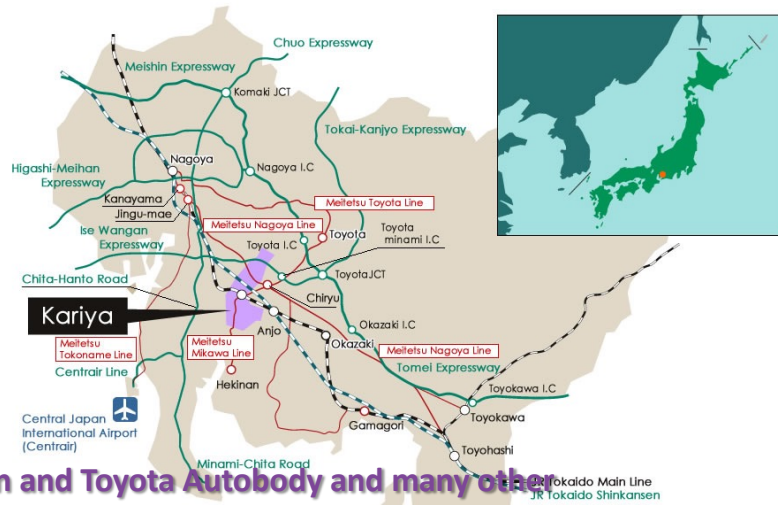 Chuo Expressway
Meishin Expressway
Komaki JCT
Tokai-Kanjyo Expressway
Nagoya
Nagoya I.C
Higashi-Meihan
Expressway
Kanayama
Jingu-mae
Meitetsu Toyota Line
Meitetsu Nagoya Line
Toyota
Toyota
minami I.C
Ise Wangan
Expressway
Toyota I.C
Chita-Hanto Road
ToyotaJCT
Chiryu
Kariya
Anjo
Okazaki I.C
Okazaki
Meitetsu
Tokoname Line
Meitetsu
Mikawa Line
Meitetsu Nagoya Line
Centrair Line
Tomei Expressway
Hekinan
Toyokawa I.C
Toyokawa
Central Japan
International Airport
(Centrair)
Gamagori
Toyohashi
Minami-Chita Road
n and Toyota Autobody and many other
JR Tokaido Main Line
JR Tokaido Shinkansen